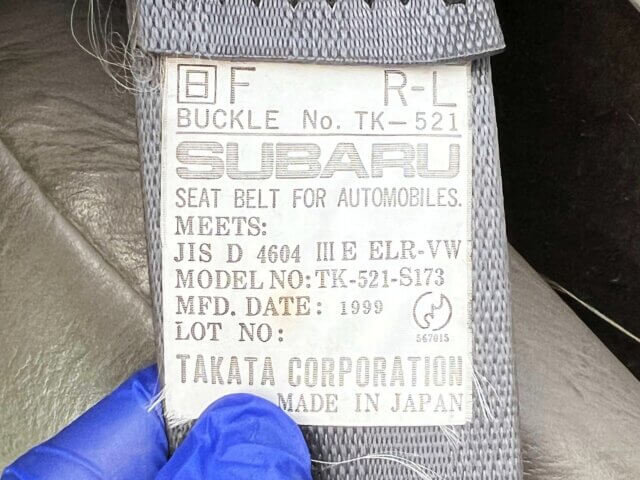 日 F R-L
BUCKLE No. TK-521
SUBARU
SEAT BELT FOR AUTOMOBILES.
MEETS:
JIS D 4604 III E ELR-VW
MODEL NO: TK-521-S173
MFD. DATE: 1999
LOT NO:
567015
TAKATA CORPORATION
MADE IN JAPAN